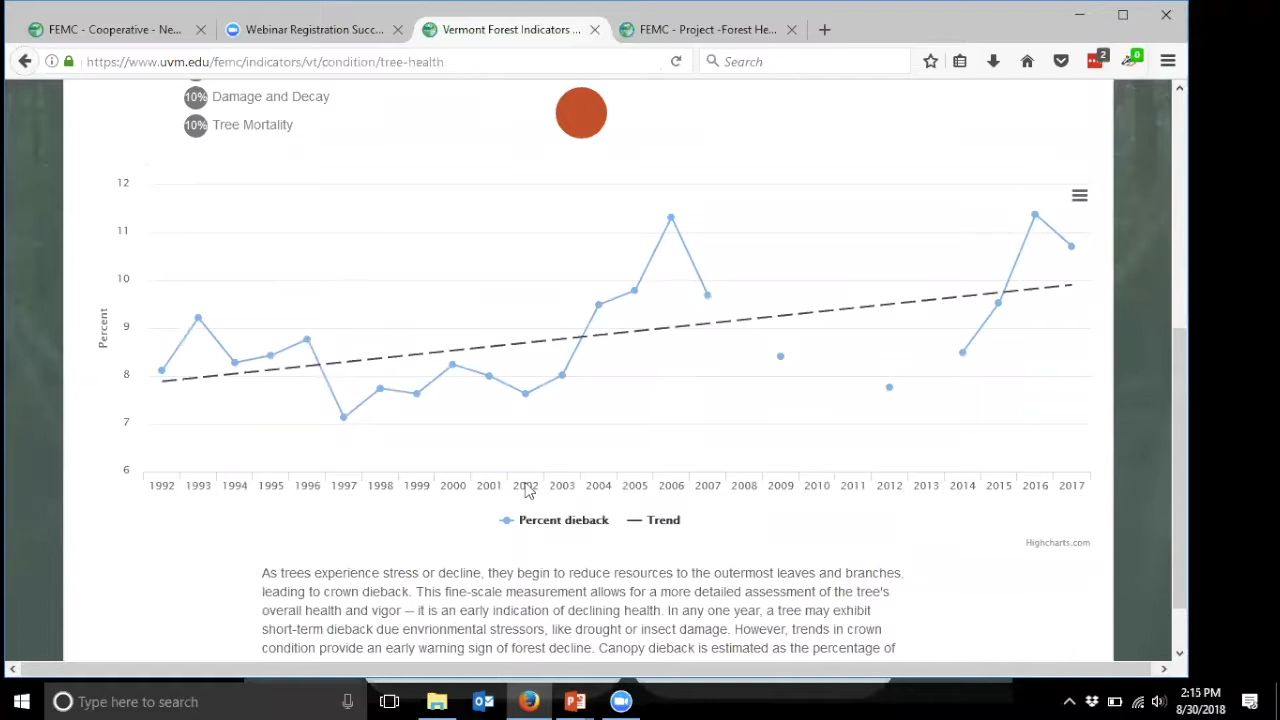 FEMC - Cooperative - Ne...
Webinar Registration Succ...
Vermont Forest Indicators ...
FEMC - Project -Forest He...
https://www.uvm.edu/femc/indicators/vt/condition/tree-health/
Search
2
0
10% Damage and Decay
10% Tree Mortality
12
11
10
9
8
7
6
Percent
1992 1993 1994 1995 1996 1997 1998 1999 2000 2001 2002 2003 2004 2005 2006 2007 2008 2009 2010 2011 2012 2013 2014 2015 2016 2017
Percent dieback Trend
Highcharts.com
As trees experience stress or decline, they begin to reduce resources to the outermost leaves and branches,
leading to crown dieback. This fine-scale measurement allows for a more detailed assessment of the tree's
overall health and vigor – it is an early indication of declining health. In any one year, a tree may exhibit
short-term dieback due envrionmental stressors, like drought or insect damage. However, trends in crown
condition provide an early warning sign of forest decline. Canopy dieback is estimated as the percentage of
Type here to search
2:15 PM
8/30/2018